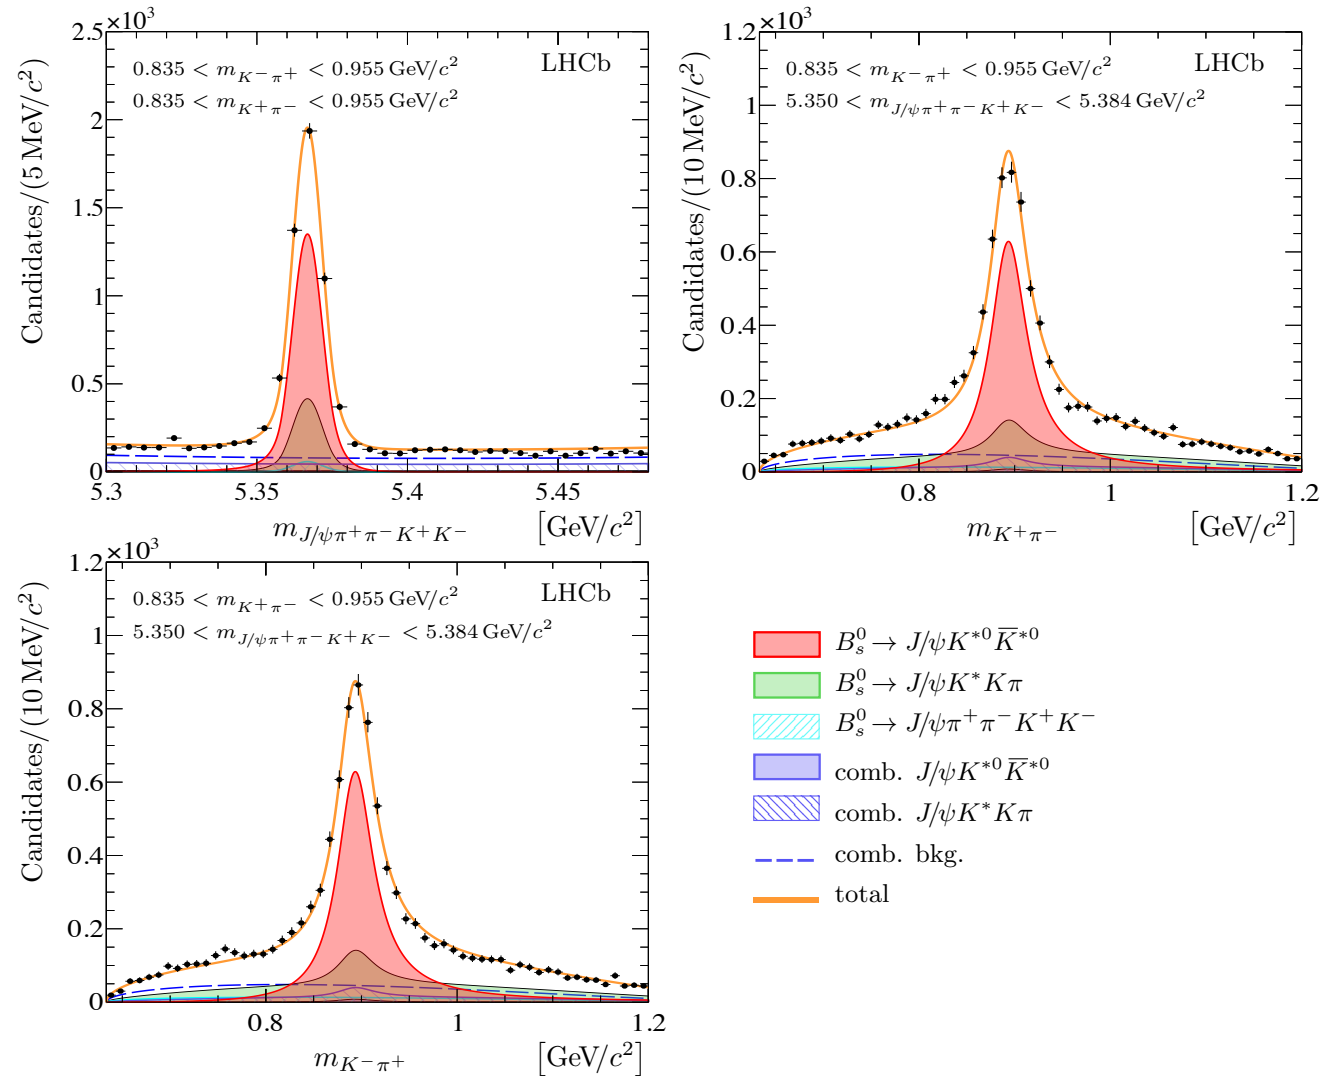 ×10³
2.5
2
1.5
1
0.5
0
Candidates/(5 MeV/c²)
0.835 < m_{K⁻π⁺} < 0.955 GeV/c²
0.835 < m_{K⁺π⁻} < 0.955 GeV/c²
LHCb
5.3 5.35 5.4 5.45
m_{J/ψπ⁺π⁻K⁺K⁻} [GeV/c²]
×10³
1.2
1
0.8
0.6
0.4
0.2
0
Candidates/(10 MeV/c²)
0.835 < m_{K⁻π⁺} < 0.955 GeV/c²
5.350 < m_{J/ψπ⁺π⁻K⁺K⁻} < 5.384 GeV/c²
LHCb
0.8 1 1.2
m_{K⁺π⁻} [GeV/c²]
×10³
1.2
1
0.8
0.6
0.4
0.2
0
Candidates/(10 MeV/c²)
0.835 < m_{K⁺π⁻} < 0.955 GeV/c²
5.350 < m_{J/ψπ⁺π⁻K⁺K⁻} < 5.384 GeV/c²
LHCb
0.8 1 1.2
m_{K⁻π⁺} [GeV/c²]
B_s⁰ → J/ψK*⁰K̅*⁰
B_s⁰ → J/ψK*Kπ
B_s⁰ → J/ψπ⁺π⁻K⁺K⁻
comb. J/ψK*⁰K̅*⁰
comb. J/ψK*Kπ
comb. bkg.
total